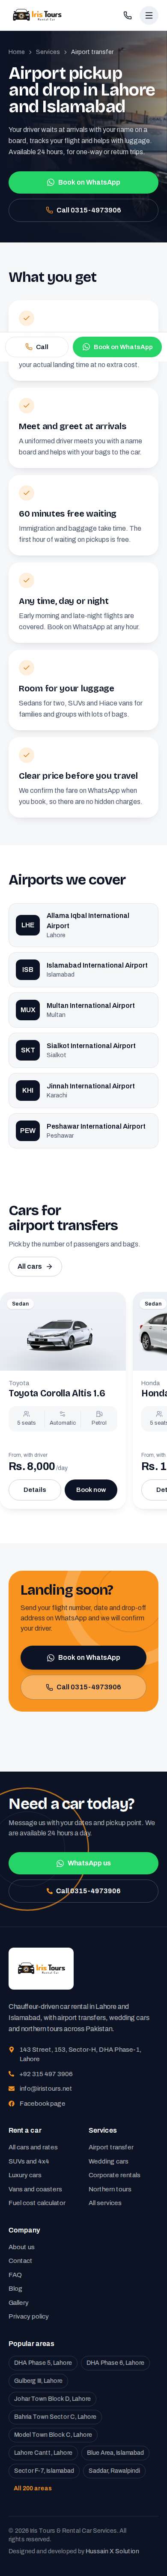 Iris Tours
Home > Services > Airport transfer
Airport pickup
and drop in Lahore
and Islamabad
Your driver waits at arrivals with your name on a
board, tracks your flight and helps with luggage.
Available 24 hours, for one-way or return trips.
Book on WhatsApp
Call 0315-4973906
What you get
Call
Book on WhatsApp
your actual landing time at no extra cost.
Meet and greet at arrivals
A uniformed driver meets you with a name
board and helps with your bags to the car.
60 minutes free waiting
Immigration and baggage take time. The
first hour of waiting on pickups is free.
Any time, day or night
Early morning and late-night flights are
covered. Book on WhatsApp at any hour.
Room for your luggage
Sedans for two, SUVs and Hiace vans for
families and groups with lots of bags.
Clear price before you travel
We confirm the fare on WhatsApp when
you book, so there are no hidden charges.
Airports we cover
LHE
Allama Iqbal International
Airport
Lahore
ISB
Islamabad International Airport
Islamabad
MUX
Multan International Airport
Multan
SKT
Sialkot International Airport
Sialkot
KHI
Jinnah International Airport
Karachi
PEW
Peshawar International Airport
Peshawar
Cars for
airport transfers
Pick by the number of passengers and bags.
All cars
Sedan
Toyota
Toyota Corolla Altis 1.6
5 seats
Automatic
Petrol
From, with driver
Rs. 8,000 /day
Details
Book now
Sedan
Honda
Honda
5 seats
From, with
Rs. 1
Det
Landing soon?
Send your flight number, date and drop-off
address on WhatsApp and we will confirm
your driver.
Book on WhatsApp
Call 0315-4973906
Need a car today?
Message us with your dates and pickup point. We
are available 24 hours a day.
WhatsApp us
Call 0315-4973906
Iris Tours
Chauffeur-driven car rental in Lahore and
Islamabad, with airport transfers, wedding cars
and northern tours across Pakistan.
143 Street, 153, Sector-H, DHA Phase-1,
Lahore
+92 315 497 3906
info@iristours.net
Facebook page
Rent a car
All cars and rates
SUVs and 4x4
Luxury cars
Vans and coasters
Fuel cost calculator
Services
Airport transfer
Wedding cars
Corporate rentals
Northern tours
All services
Company
About us
Contact
FAQ
Blog
Gallery
Privacy policy
Popular areas
DHA Phase 5, Lahore
DHA Phase 6, Lahore
Gulberg III, Lahore
Johar Town Block D, Lahore
Bahria Town Sector C, Lahore
Model Town Block C, Lahore
Lahore Cantt, Lahore
Blue Area, Islamabad
Sector F-7, Islamabad
Saddar, Rawalpindi
All 200 areas
© 2026 Iris Tours & Rental Car Services. All
rights reserved.
Designed and developed by Hussain X Solution